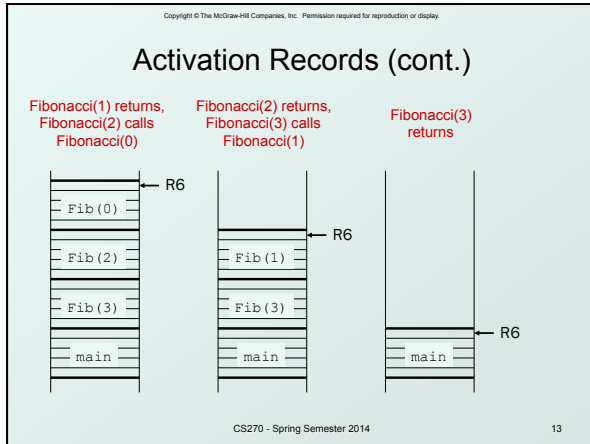 Copyright © The McGraw-Hill Companies, Inc. Permission required for reproduction or display.
Activation Records (cont.)
Fibonacci(1) returns,
Fibonacci(2) calls
Fibonacci(0)
Fibonacci(2) returns,
Fibonacci(3) calls
Fibonacci(1)
Fibonacci(3)
returns
R6
Fib(0)
Fib(2)
Fib(3)
main
R6
Fib(1)
Fib(3)
main
R6
main
CS270 - Spring Semester 2014
13